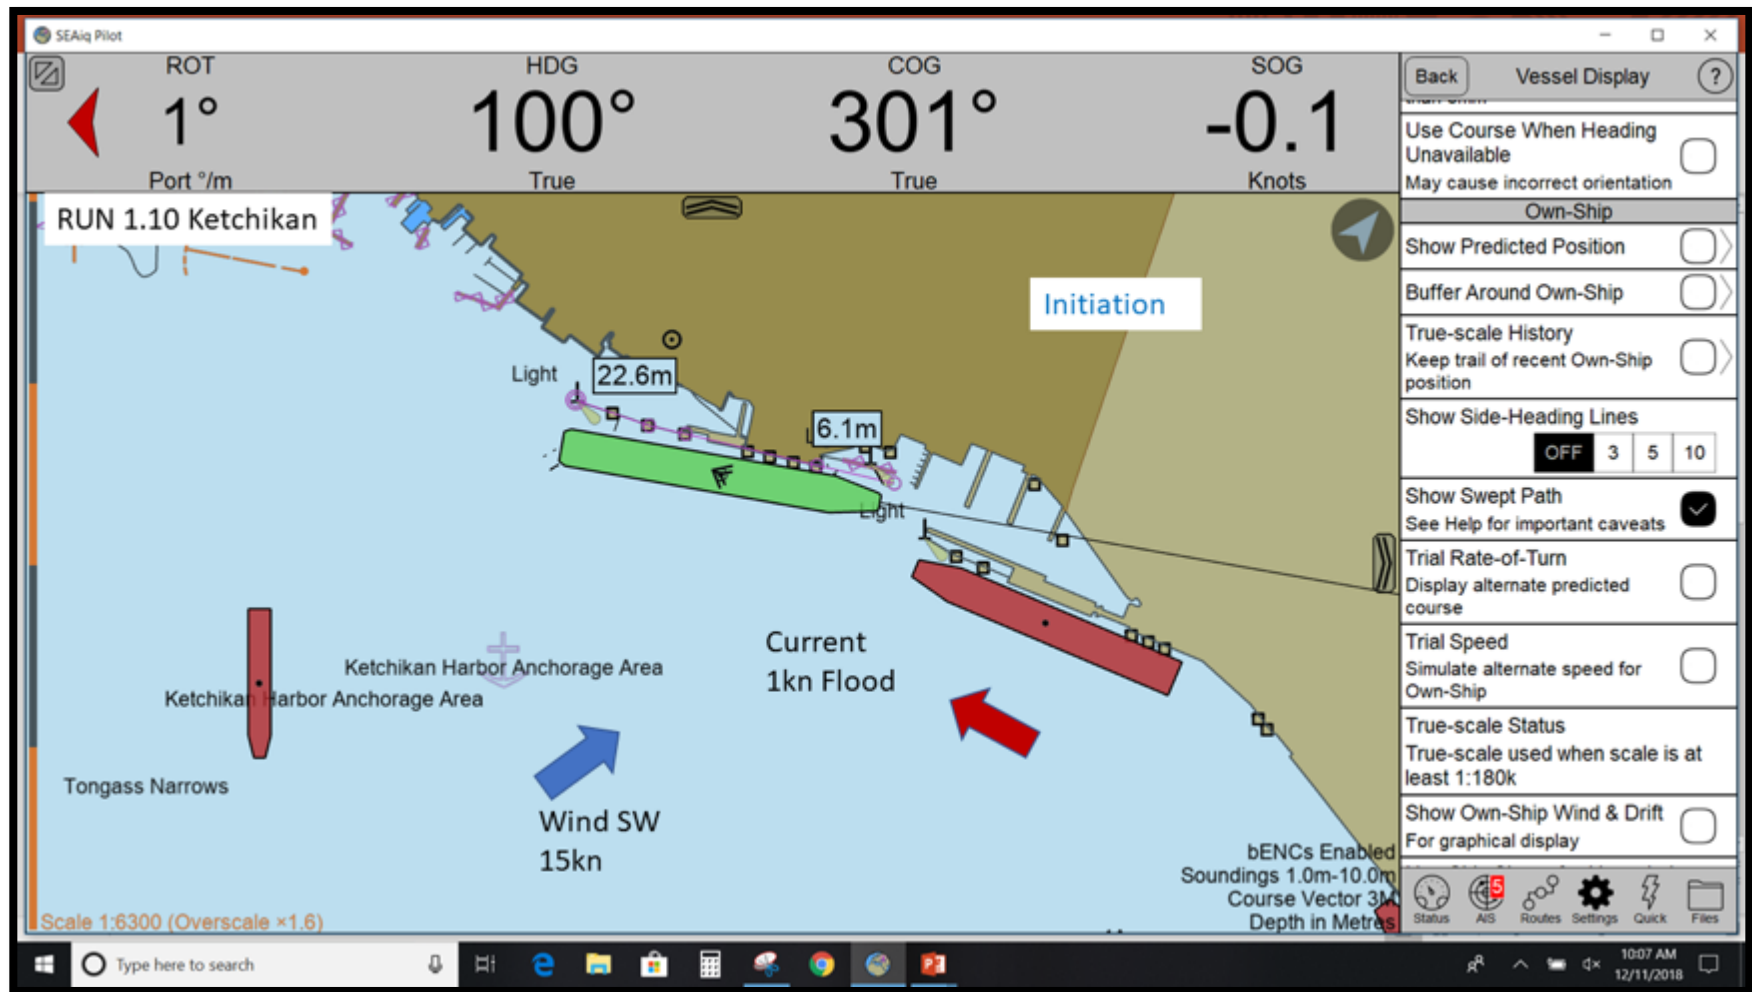 SEAiq Pilot
ROT
1°
Port °/m
HDG
100°
True
COG
301°
True
SOG
-0.1
Knots
RUN 1.10 Ketchikan
Initiation
Light
22.6m
6.1m
Light
Current
1kn Flood
Ketchikan Harbor Anchorage Area
Ketchikan Harbor Anchorage Area
Tongass Narrows
Wind SW
15kn
bENCs Enabled
Soundings 1.0m-10.0m
Course Vector 3M
Depth in Metres
Scale 1:6300 (Overscale ×1.6)
Back
Vessel Display
?
Use Course When Heading
Unavailable
May cause incorrect orientation
Own-Ship
Show Predicted Position
Buffer Around Own-Ship
True-scale History
Keep trail of recent Own-Ship
position
Show Side-Heading Lines
OFF 3 5 10
Show Swept Path
See Help for important caveats
Trial Rate-of-Turn
Display alternate predicted
course
Trial Speed
Simulate alternate speed for
Own-Ship
True-scale Status
True-scale used when scale is at
least 1:180k
Show Own-Ship Wind & Drift
For graphical display
5
Status AIS Routes Settings Quick Files
Type here to search
10:07 AM
12/11/2018